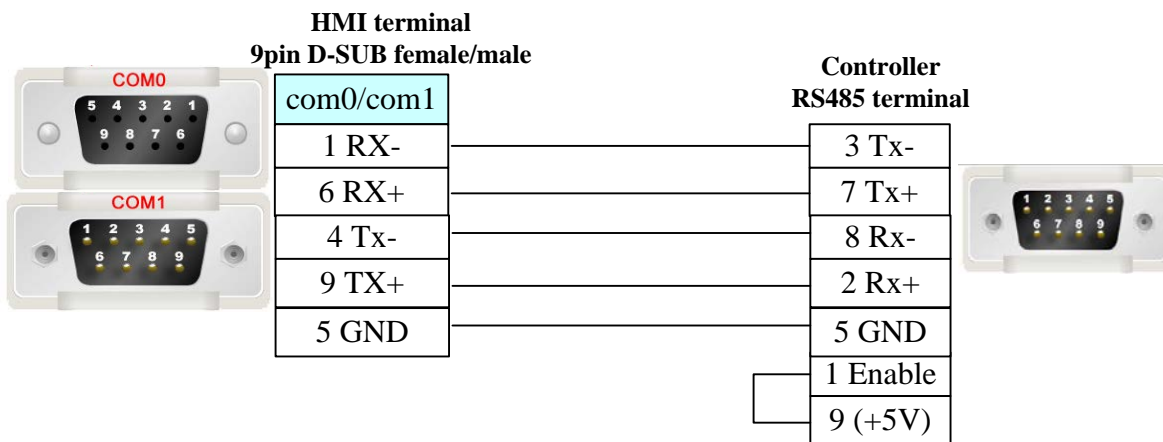 HMI terminal
9pin D-SUB female/male
COM0
5 4 3 2 1
9 8 7 6
COM1
1 2 3 4 5
6 7 8 9
com0/com1
1 RX-
6 RX+
4 Tx-
9 TX+
5 GND
Controller
RS485 terminal
3 Tx-
7 Tx+
8 Rx-
2 Rx+
5 GND
1 Enable
9 (+5V)
1 2 3 4 5
6 7 8 9